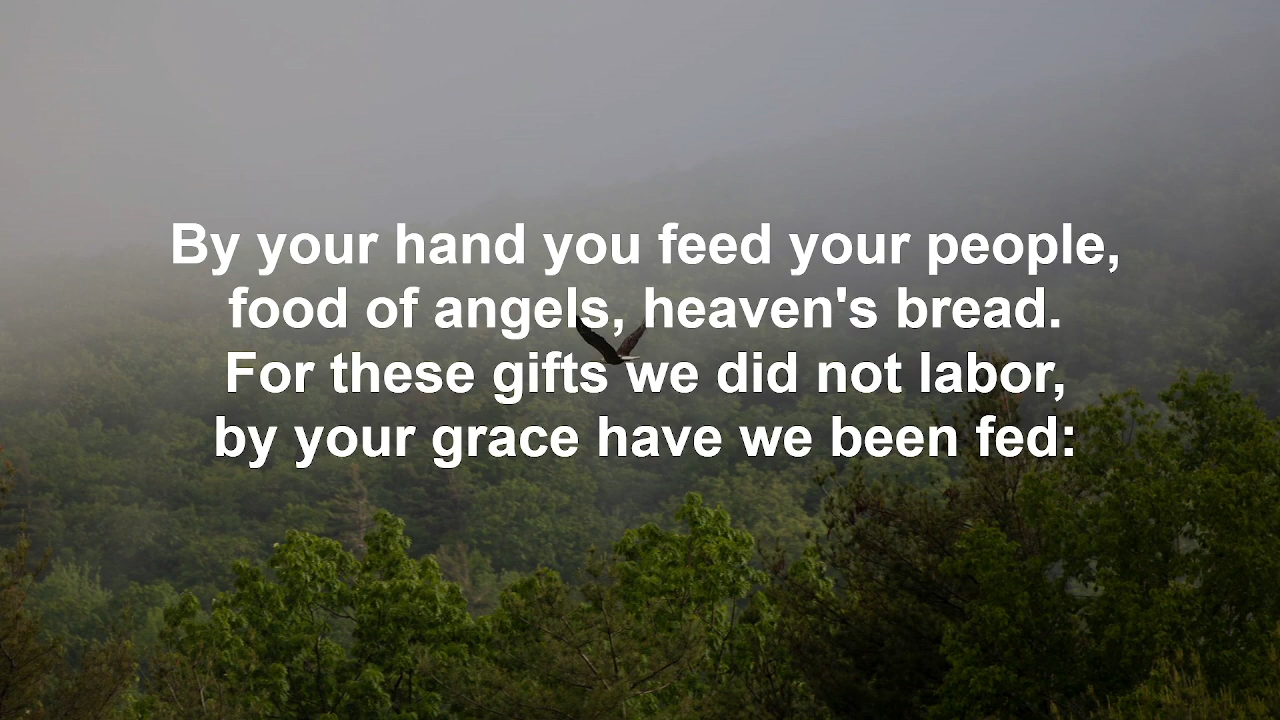 By your hand you feed your people,
food of angels, heaven's bread.
For these gifts we did not labor,
by your grace have we been fed: